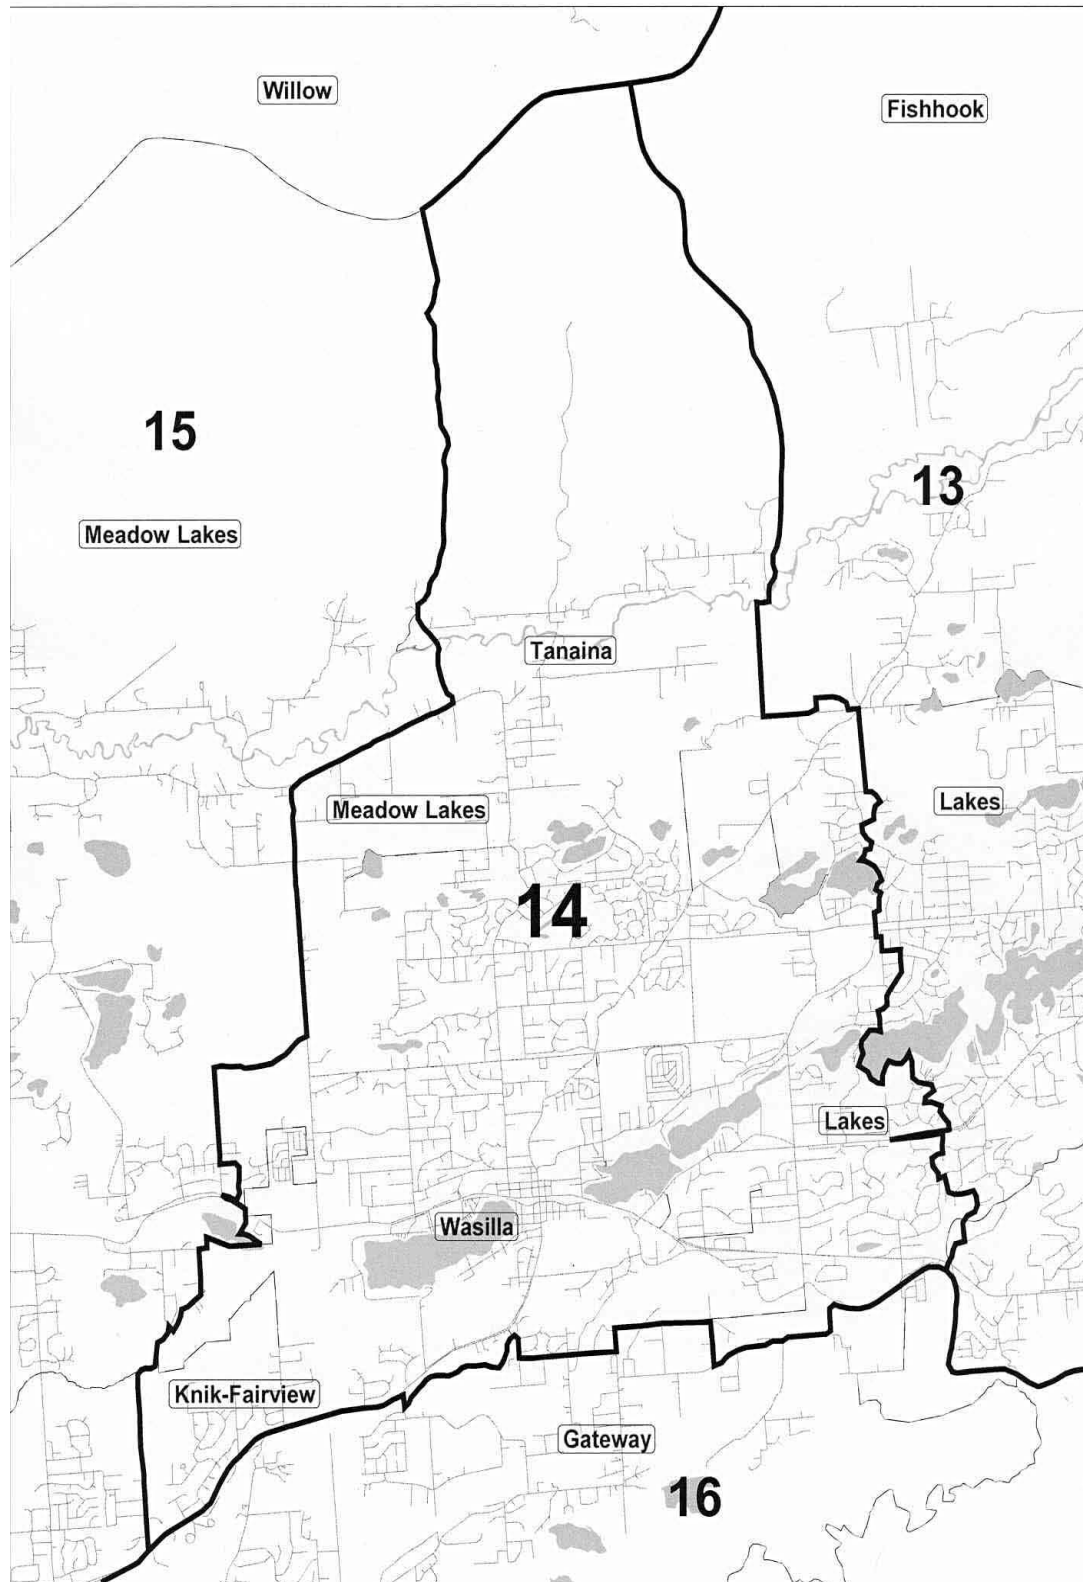 Willow
Fishhook
15
13
Meadow Lakes
Tanaina
Meadow Lakes
Lakes
14
Lakes
Wasilla
Knik-Fairview
Gateway
16